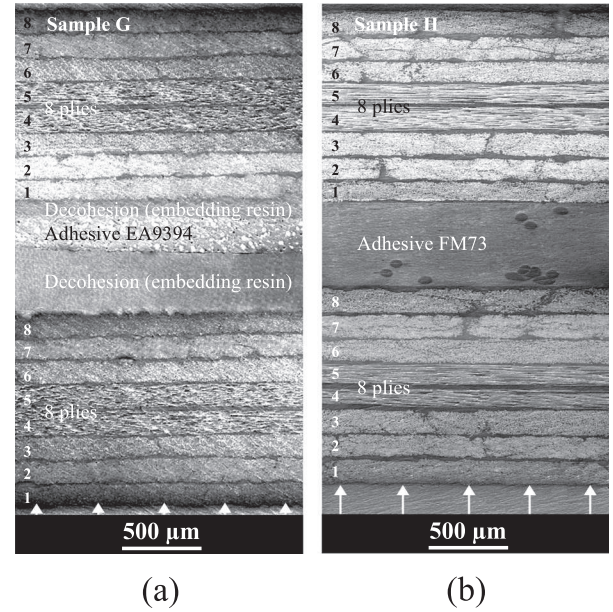 Sample G
8
7
6
5
8 plies
4
3
2
1
Decohesion (embedding resin)
Adhesive EA9394
Decohesion (embedding resin)
8
7
6
5
8 plies
4
3
2
1
500 µm
(a)
Sample H
8
7
6
5
8 plies
4
3
2
1
Adhesive FM73
8
7
6
5
8 plies
4
3
2
1
500 µm
(b)